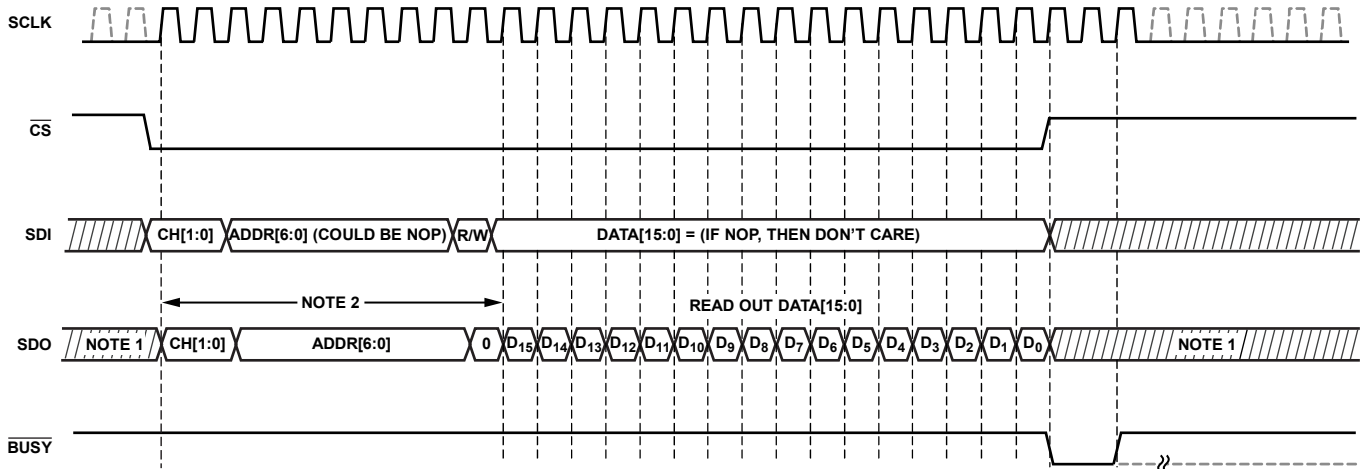 SCLK
CS
SDI
CH[1:0]
ADDR[6:0] (COULD BE NOP)
R/W
DATA[15:0] = (IF NOP, THEN DON'T CARE)
NOTE 2
READ OUT DATA[15:0]
SDO
NOTE 1
CH[1:0]
ADDR[6:0]
0
D15
D14
D13
D12
D11
D10
D9
D8
D7
D6
D5
D4
D3
D2
D1
D0
NOTE 1
BUSY